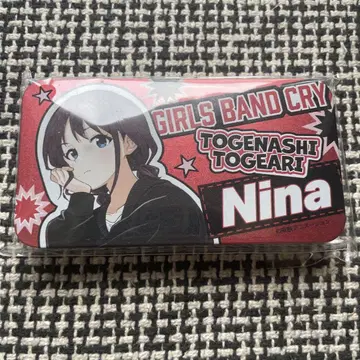 GIRLS BAND CRY
TOGENASHI
TOGEARI
Nina